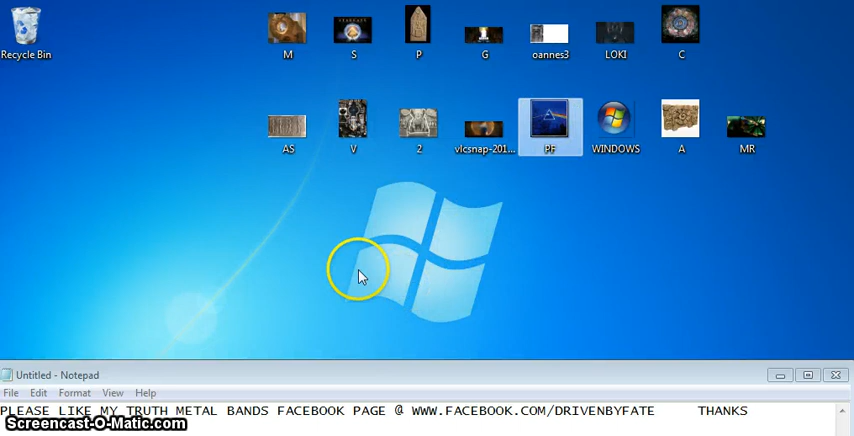 M S P G oannes3 LOKI C
Recycle Bin
AS V 2 vlcsnap-201... PF WINDOWS A MR
Untitled - Notepad
File Edit Format View Help
PLEASE LIKE MY TRUTH METAL BANDS FACEBOOK PAGE @ WWW.FACEBOOK.COM/DRIVENBYFATE THANKS
Screencast-O-Matic.com